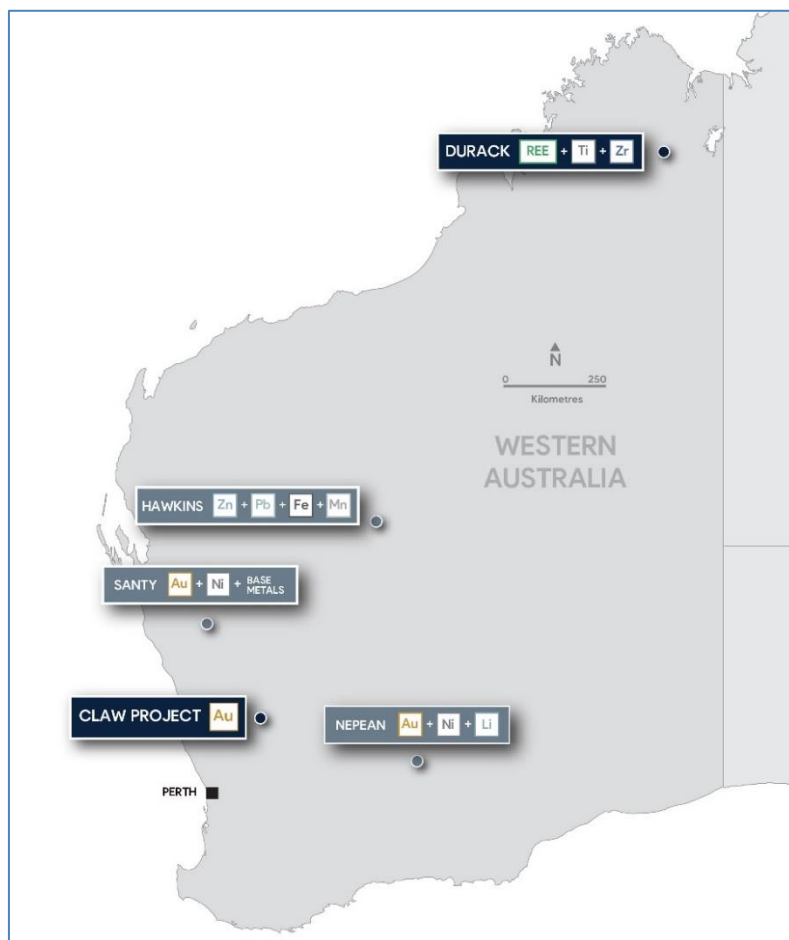 DURACK REE + Ti + Zr
N
0 250
Kilometres
WESTERN
AUSTRALIA
HAWKINS Zn + Pb + Fe + Mn
SANTY Au + Ni + BASE
METALS
CLAW PROJECT Au
NEPEAN Au + Ni + Li
PERTH